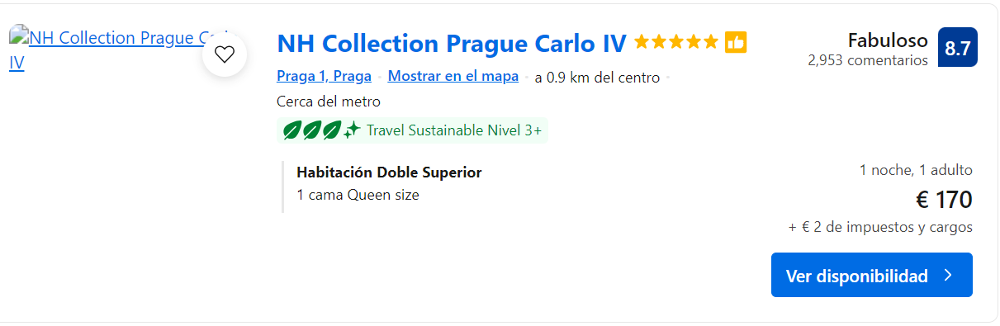 NH Collection Prague Carlo IV
NH Collection Prague Carlo IV
Fabuloso
2,953 comentarios
8.7
Praga 1, Praga · Mostrar en el mapa · a 0.9 km del centro ·
Cerca del metro
Travel Sustainable Nivel 3+
Habitación Doble Superior
1 cama Queen size
1 noche, 1 adulto
€ 170
+ € 2 de impuestos y cargos
Ver disponibilidad